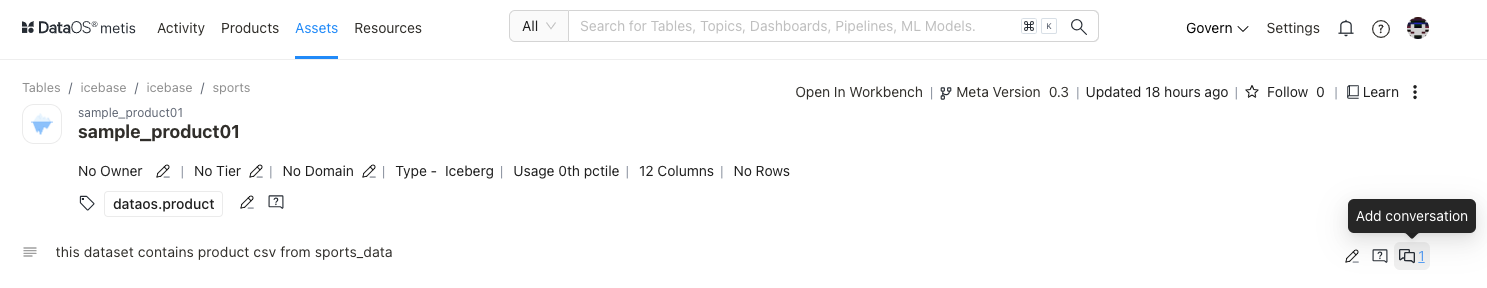 DataOS® metis Activity Products Assets Resources All Search for Tables, Topics, Dashboards, Pipelines, ML Models. ⌘ K Govern Settings
Tables / icebase / icebase / sports
Open In Workbench | Meta Version 0.3 | Updated 18 hours ago | Follow 0 | Learn
sample_product01
sample_product01
No Owner | No Tier | No Domain | Type - Iceberg | Usage 0th pctile | 12 Columns | No Rows
dataos.product
Add conversation
this dataset contains product csv from sports_data
1